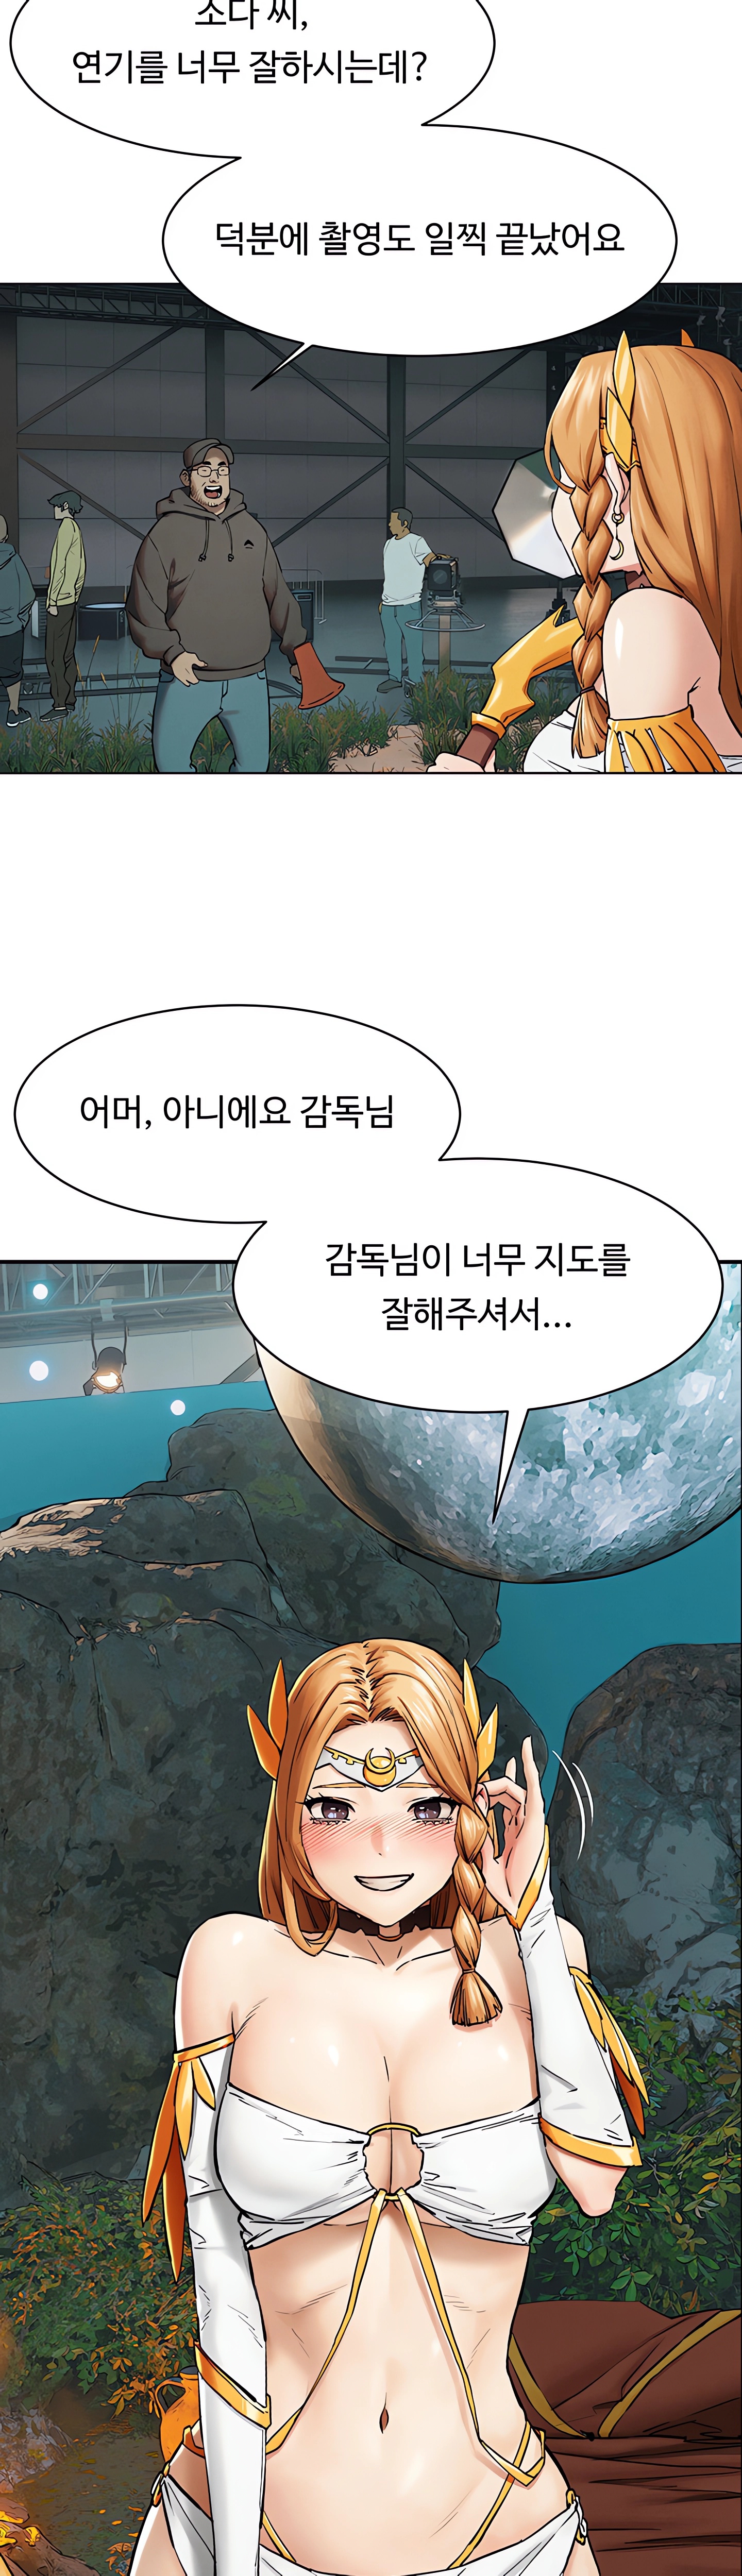 소다 씨,
연기를 너무 잘하시는데?
덕분에 촬영도 일찍 끝났어요
어머, 아니에요 감독님
감독님이 너무 지도를
잘해주셔서...